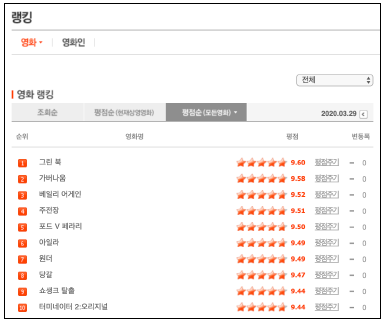 랭킹
영화 영화인
전체
영화 랭킹
조회순 평점순 (현재상영영화) 평점순 (모든영화) 2020.03.29
순위 영화명 평점 변동폭
1 그린 북 9.60 평점주기 0
2 가버나움 9.58 평점주기 0
3 베일리 어게인 9.52 평점주기 0
4 주전장 9.51 평점주기 0
5 포드 V 페라리 9.50 평점주기 0
6 아일라 9.49 평점주기 0
7 원더 9.49 평점주기 0
8 당갈 9.47 평점주기 0
9 쇼생크 탈출 9.44 평점주기 0
10 터미네이터 2:오리지널 9.44 평점주기 0